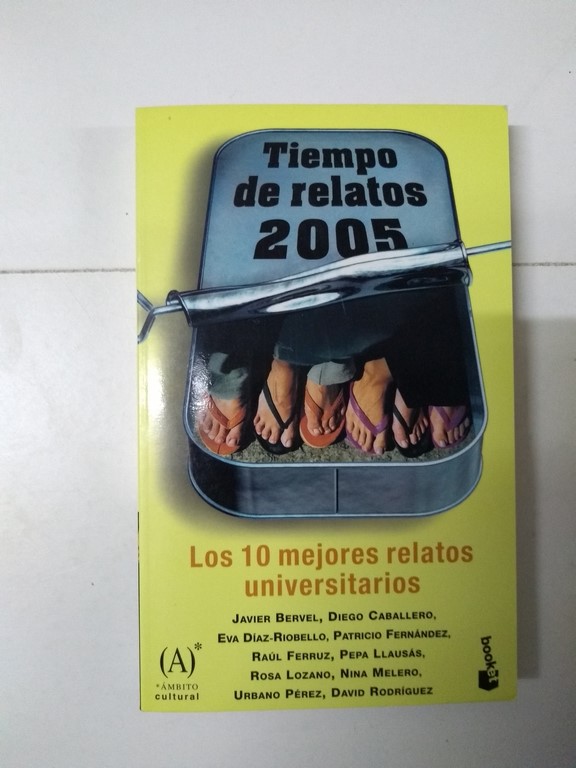 Tiempo
de relatos
2005
Los 10 mejores relatos
universitarios
JAVIER BERVEL, DIEGO CABALLERO,
EVA DÍAZ-RIOBELLO, PATRICIO FERNÁNDEZ,
RAÚL FERRUZ, PEPA LLAUSÁS,
ROSA LOZANO, NINA MELERO,
URBANO PÉREZ, DAVID RODRÍGUEZ
(A)*
*ÁMBITO
cultural
booket